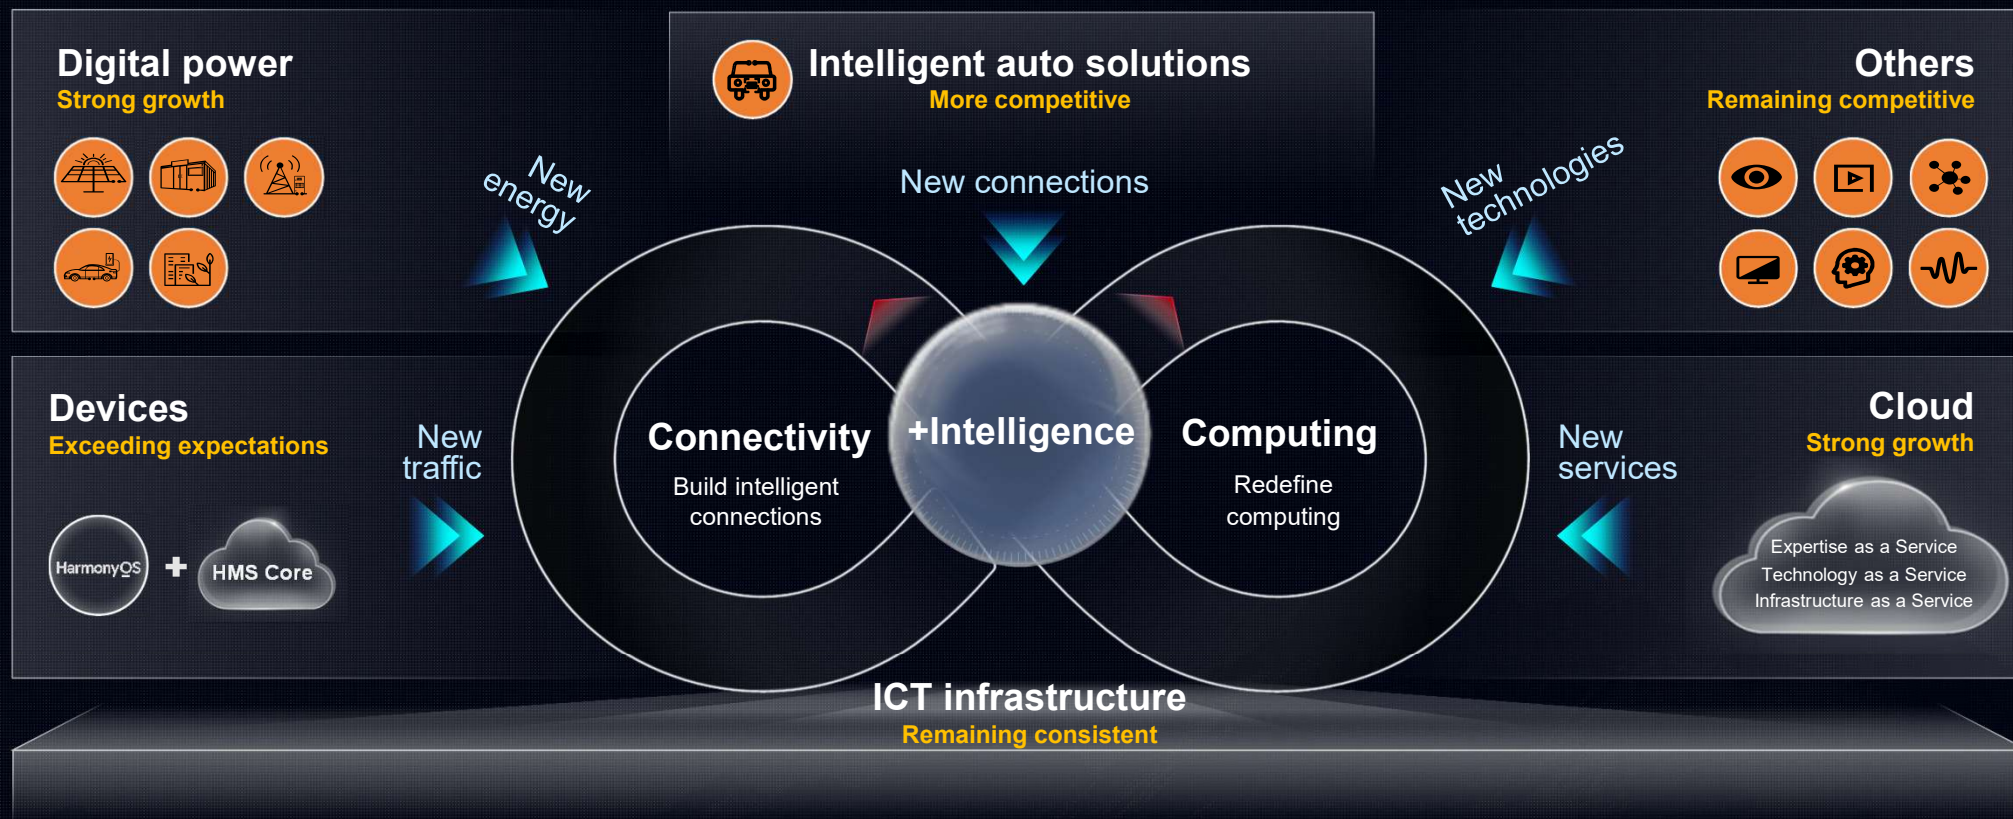 Digital power
Strong growth
Intelligent auto solutions
More competitive
Others
Remaining competitive
New
energy
New connections
New
technologies
Devices
Exceeding expectations
New
traffic
HarmonyOS
+
HMS Core
Connectivity
Build intelligent
connections
+Intelligence
Computing
Redefine
computing
New
services
Cloud
Strong growth
Expertise as a Service
Technology as a Service
Infrastructure as a Service
ICT infrastructure
Remaining consistent